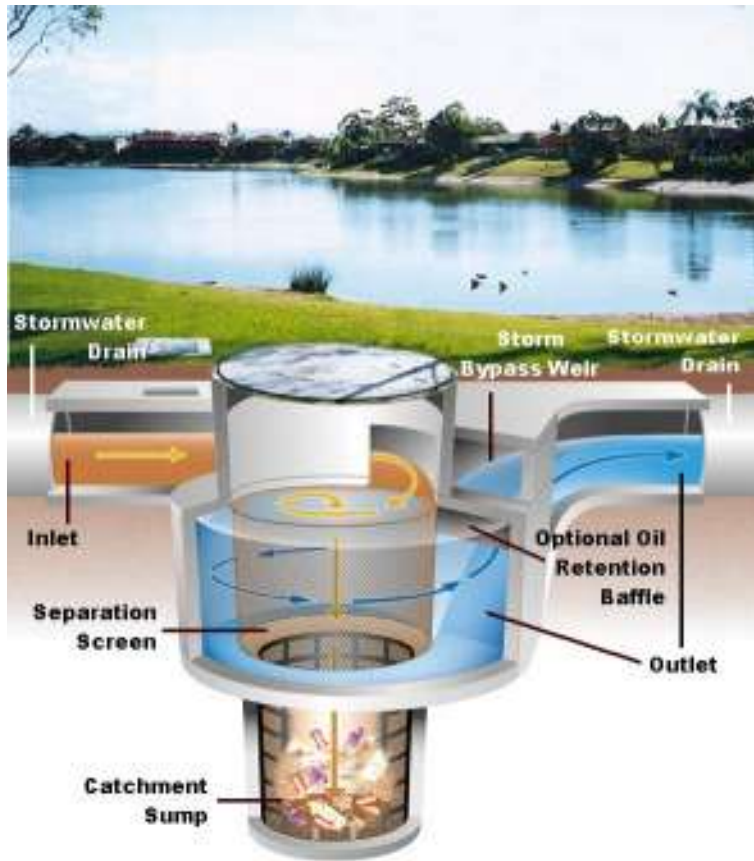 Stormwater
Drain
Storm
Bypass Weir
Stormwater
Drain
Inlet
Optional Oil
Retention
Baffle
Separation
Screen
Outlet
Catchment
Sump